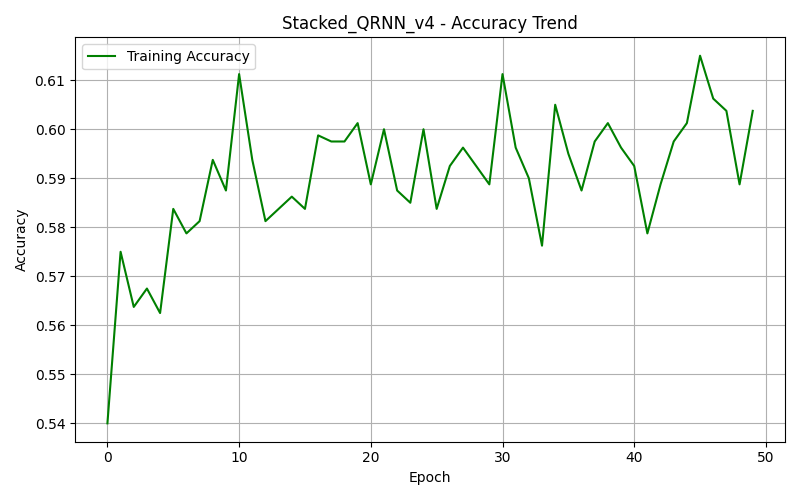 Stacked_QRNN_v4 - Accuracy Trend
Training Accuracy
0.61
0.60
0.59
0.58
0.57
0.56
0.55
0.54
Accuracy
0 10 20 30 40 50
Epoch